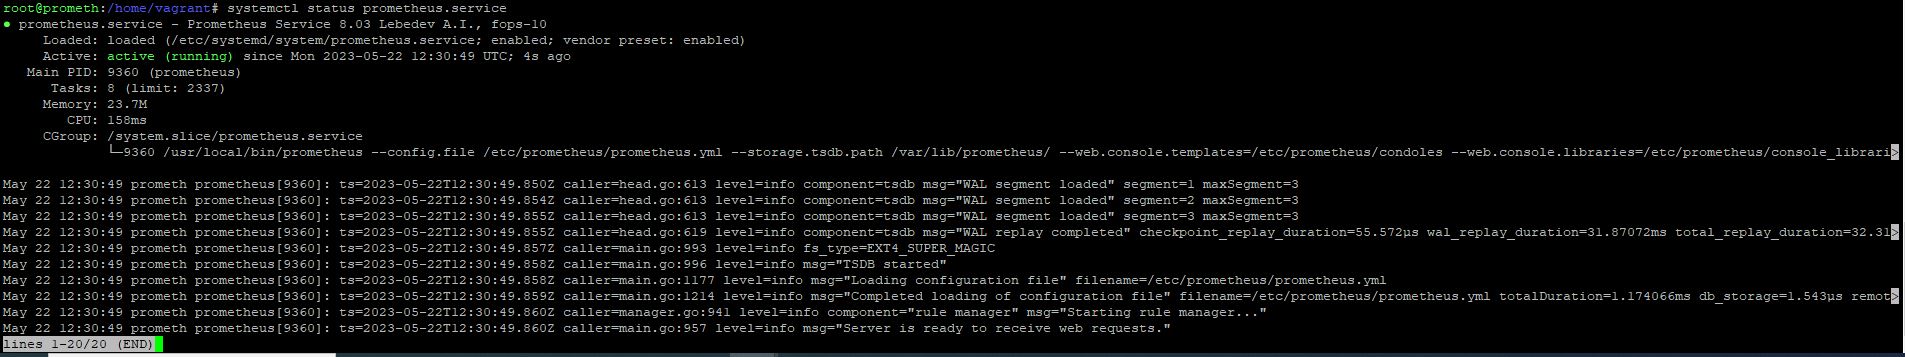 root@prometh:/home/vagrant# systemctl status prometheus.service
● prometheus.service - Prometheus Service 8.03 Lebedev A.I., fops-10
Loaded: loaded (/etc/systemd/system/prometheus.service; enabled; vendor preset: enabled)
Active: active (running) since Mon 2023-05-22 12:30:49 UTC; 4s ago
Main PID: 9360 (prometheus)
Tasks: 8 (limit: 2337)
Memory: 23.7M
CPU: 158ms
CGroup: /system.slice/prometheus.service
└─9360 /usr/local/bin/prometheus --config.file /etc/prometheus/prometheus.yml --storage.tsdb.path /var/lib/prometheus/ --web.console.templates=/etc/prometheus/condoles --web.console.libraries=/etc/prometheus/console_librari>
May 22 12:30:49 prometh prometheus[9360]: ts=2023-05-22T12:30:49.850Z caller=head.go:613 level=info component=tsdb msg="WAL segment loaded" segment=1 maxSegment=3
May 22 12:30:49 prometh prometheus[9360]: ts=2023-05-22T12:30:49.854Z caller=head.go:613 level=info component=tsdb msg="WAL segment loaded" segment=2 maxSegment=3
May 22 12:30:49 prometh prometheus[9360]: ts=2023-05-22T12:30:49.855Z caller=head.go:613 level=info component=tsdb msg="WAL segment loaded" segment=3 maxSegment=3
May 22 12:30:49 prometh prometheus[9360]: ts=2023-05-22T12:30:49.855Z caller=head.go:619 level=info component=tsdb msg="WAL replay completed" checkpoint_replay_duration=55.572µs wal_replay_duration=31.87072ms total_replay_duration=32.31>
May 22 12:30:49 prometh prometheus[9360]: ts=2023-05-22T12:30:49.857Z caller=main.go:993 level=info fs_type=EXT4_SUPER_MAGIC
May 22 12:30:49 prometh prometheus[9360]: ts=2023-05-22T12:30:49.858Z caller=main.go:996 level=info msg="TSDB started"
May 22 12:30:49 prometh prometheus[9360]: ts=2023-05-22T12:30:49.858Z caller=main.go:1177 level=info msg="Loading configuration file" filename=/etc/prometheus/prometheus.yml
May 22 12:30:49 prometh prometheus[9360]: ts=2023-05-22T12:30:49.859Z caller=main.go:1214 level=info msg="Completed loading of configuration file" filename=/etc/prometheus/prometheus.yml totalDuration=1.174066ms db_storage=1.543µs remot>
May 22 12:30:49 prometh prometheus[9360]: ts=2023-05-22T12:30:49.860Z caller=manager.go:941 level=info component="rule manager" msg="Starting rule manager..."
May 22 12:30:49 prometh prometheus[9360]: ts=2023-05-22T12:30:49.860Z caller=main.go:957 level=info msg="Server is ready to receive web requests."
lines 1-20/20 (END)